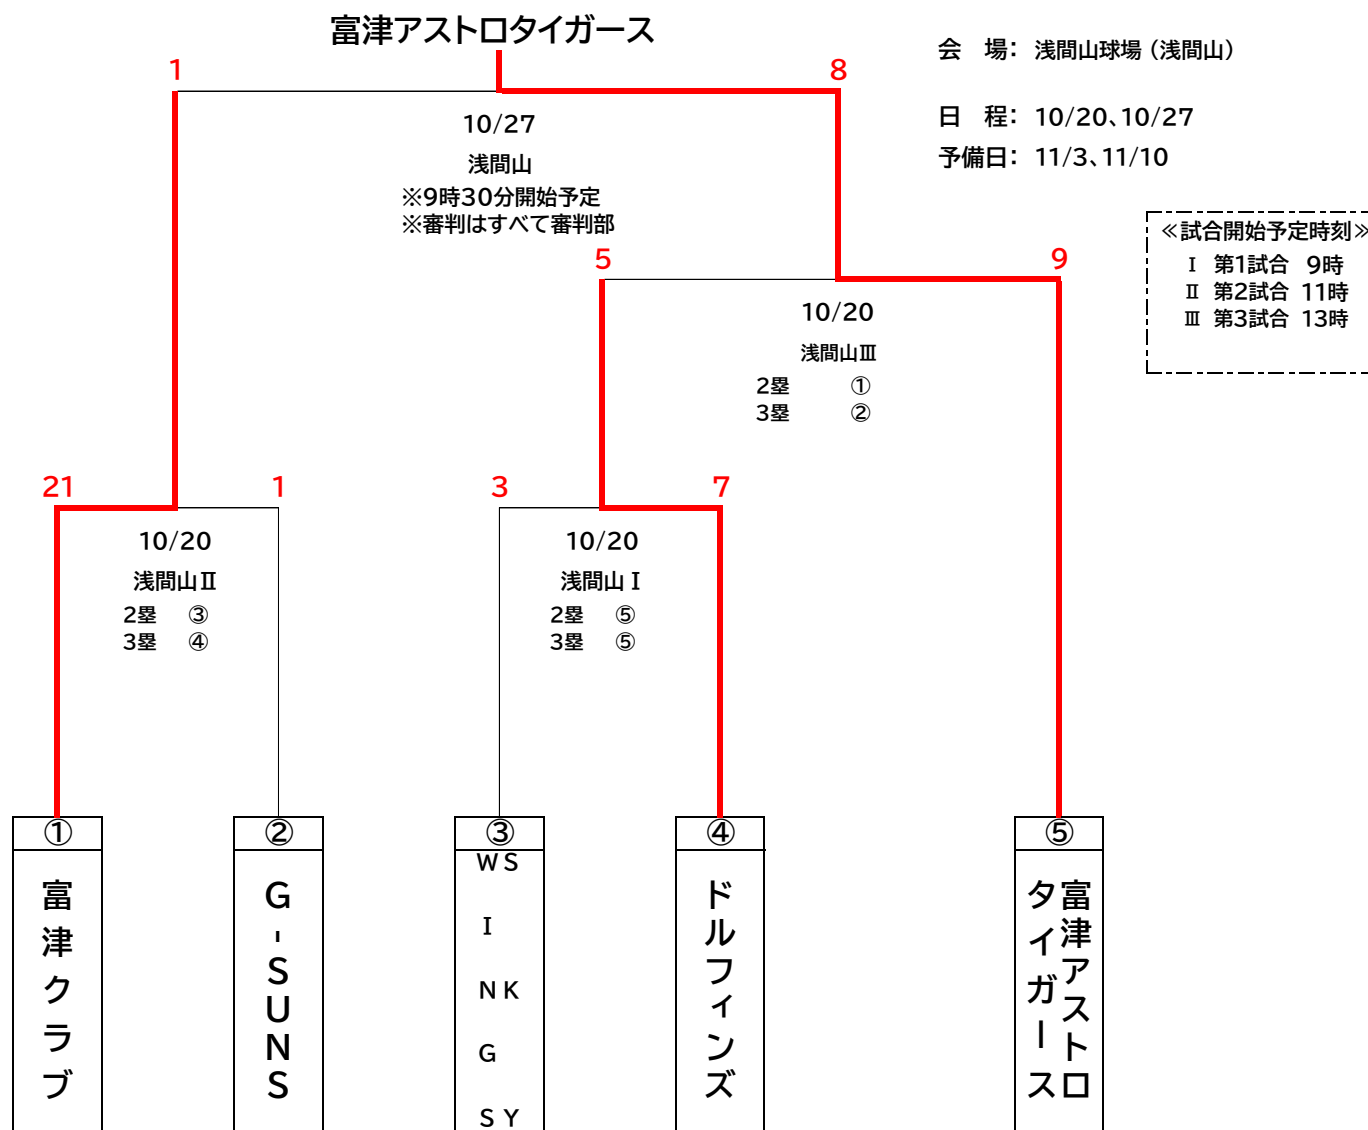 富津アストロタイガース
会　場： 浅間山球場（浅間山）
1
8
日　程： 10/20、10/27
10/27
予備日： 11/3、11/10
浅間山
※9時30分開始予定
※審判はすべて審判部
≪試合開始予定時刻≫
Ⅰ 第1試合 9時
Ⅱ 第2試合 11時
Ⅲ 第3試合 13時
5
9
10/20
浅間山Ⅲ
2塁 ①
3塁 ②
21
1
3
7
10/20
浅間山Ⅱ
2塁 ③
3塁 ④
10/20
浅間山Ⅰ
2塁 ⑤
3塁 ⑤
①
富津クラブ
②
G-SUNS
③
SKY
WINGS
④
ドルフィンズ
⑤
富津アストロ
タイガース